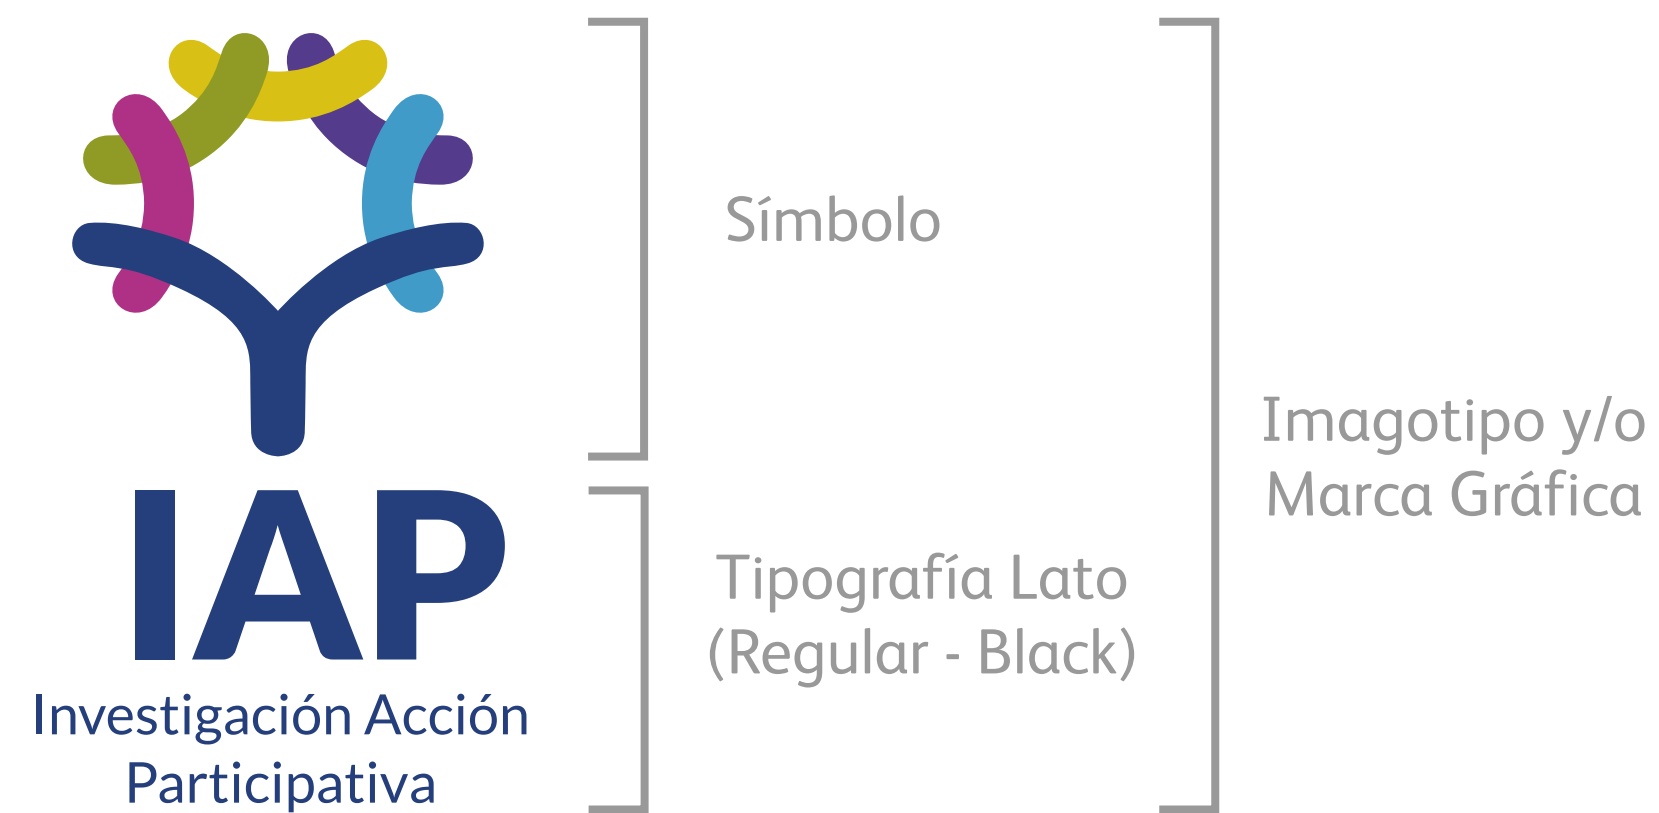 IAP
Investigación Acción
Participativa
Símbolo
Tipografía Lato
(Regular - Black)
Imagotipo y/o
Marca Gráfica